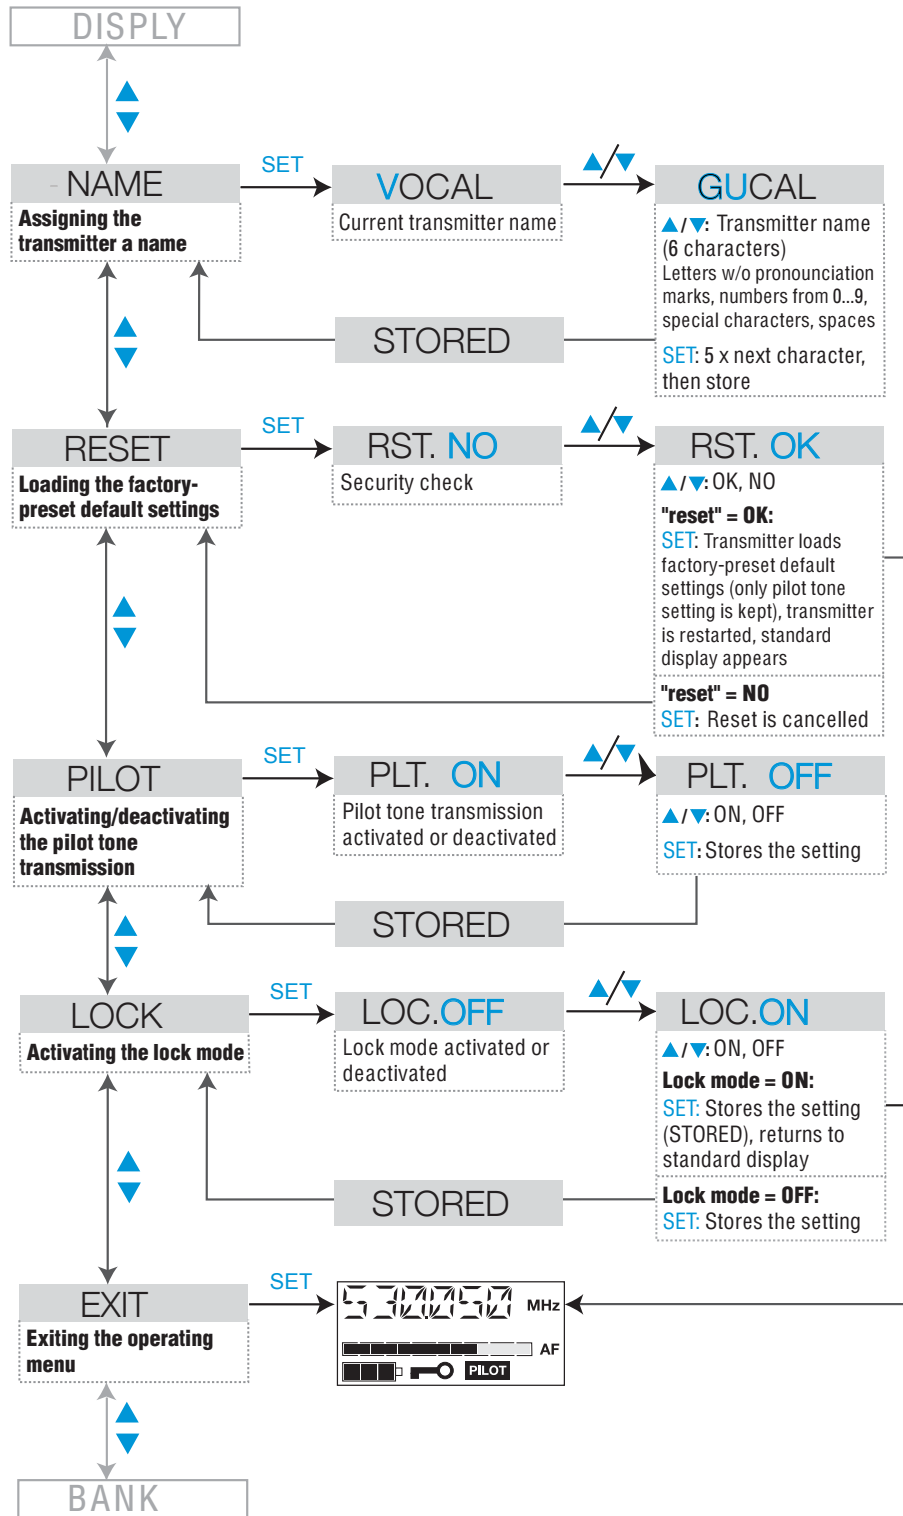 DISPLY
- NAME
SET
VOCAL
GUCAL
Assigning the
transmitter a name
Current transmitter name
▲/▼: Transmitter name
(6 characters)
Letters w/o pronounciation
marks, numbers from 0...9,
special characters, spaces
SET: 5 x next character,
then store
STORED
RESET
SET
RST. NO
RST. OK
Loading the factory-
preset default settings
Security check
▲/▼: OK, NO
"reset" = OK:
SET: Transmitter loads
factory-preset default
settings (only pilot tone
setting is kept), transmitter
is restarted, standard
display appears
"reset" = NO
SET: Reset is cancelled
PILOT
SET
PLT. ON
PLT. OFF
Activating/deactivating
the pilot tone
transmission
Pilot tone transmission
activated or deactivated
▲/▼: ON, OFF
SET: Stores the setting
STORED
LOCK
SET
LOC.OFF
LOC.ON
Activating the lock mode
Lock mode activated or
deactivated
▲/▼: ON, OFF
Lock mode = ON:
SET: Stores the setting
(STORED), returns to
standard display
Lock mode = OFF:
SET: Stores the setting
STORED
EXIT
SET
530.050 MHz
AF
PILOT
Exiting the operating
menu
BANK